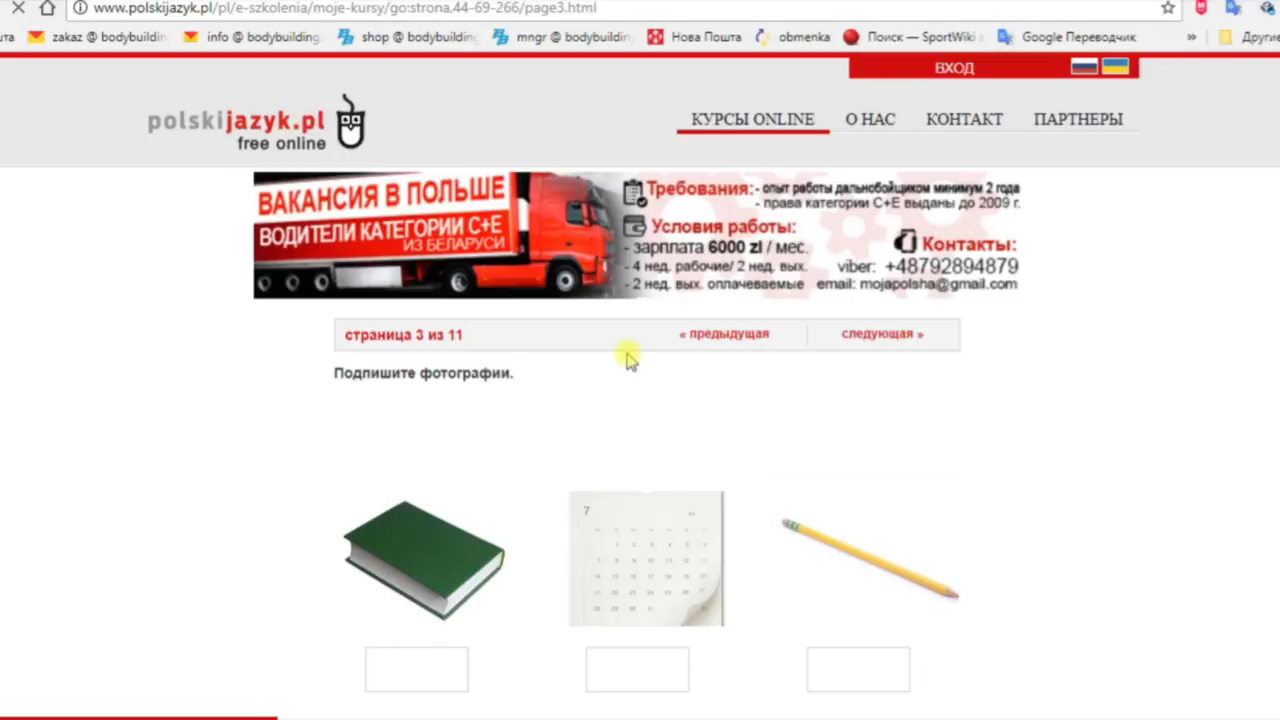 www.polskijazyk.pl/pl/e-szkolenia/moje-kursy/go:strona,44-69-266/page3.html
та zakaz @ bodybuildin info @ bodybuilding shop @ bodybuilding mngr @ bodybuildin Нова Пошта obmenka Поиск — SportWiki Google Переводчик » Другие
ВХОД
polskijazyk.pl
free online
КУРСЫ ONLINE О НАС КОНТАКТ ПАРТНЕРЫ
ВАКАНСИЯ В ПОЛЬШЕ
ВОДИТЕЛИ КАТЕГОРИИ C+E
ИЗ БЕЛАРУСИ
Требования: - опыт работы дальнобойщиком минимум 2 года
- права категории C+E выданы до 2009 г.
Условия работы:
- зарплата 6000 zl / мес.
- 4 нед. рабочие/ 2 нед. вых.
- 2 нед. вых. оплачеваемые
Контакты:
viber: +48792894879
email: mojapolsha@gmail.com
страница 3 из 11 « предыдущая следующая »
Подпишите фотографии.
7